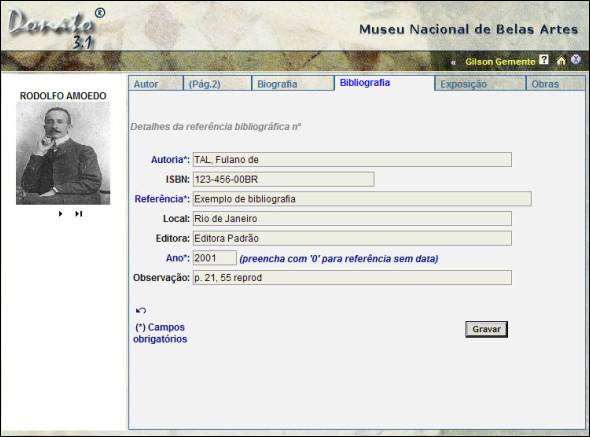 Donato®
3.1
Museu Nacional de Belas Artes
« Gilson Gemente ?
RODOLFO AMOEDO
Autor (Pág.2) Biografia Bibliografia Exposição Obras
Detalhes da referência bibliográfica nº
Autoria*: TAL, Fulano de
ISBN: 123-456-00BR
Referência*: Exemplo de bibliografia
Local: Rio de Janeiro
Editora: Editora Padrão
Ano*: 2001 (preencha com '0' para referência sem data)
Observação: p. 21, 55 reprod
(*) Campos
obrigatórios
Gravar